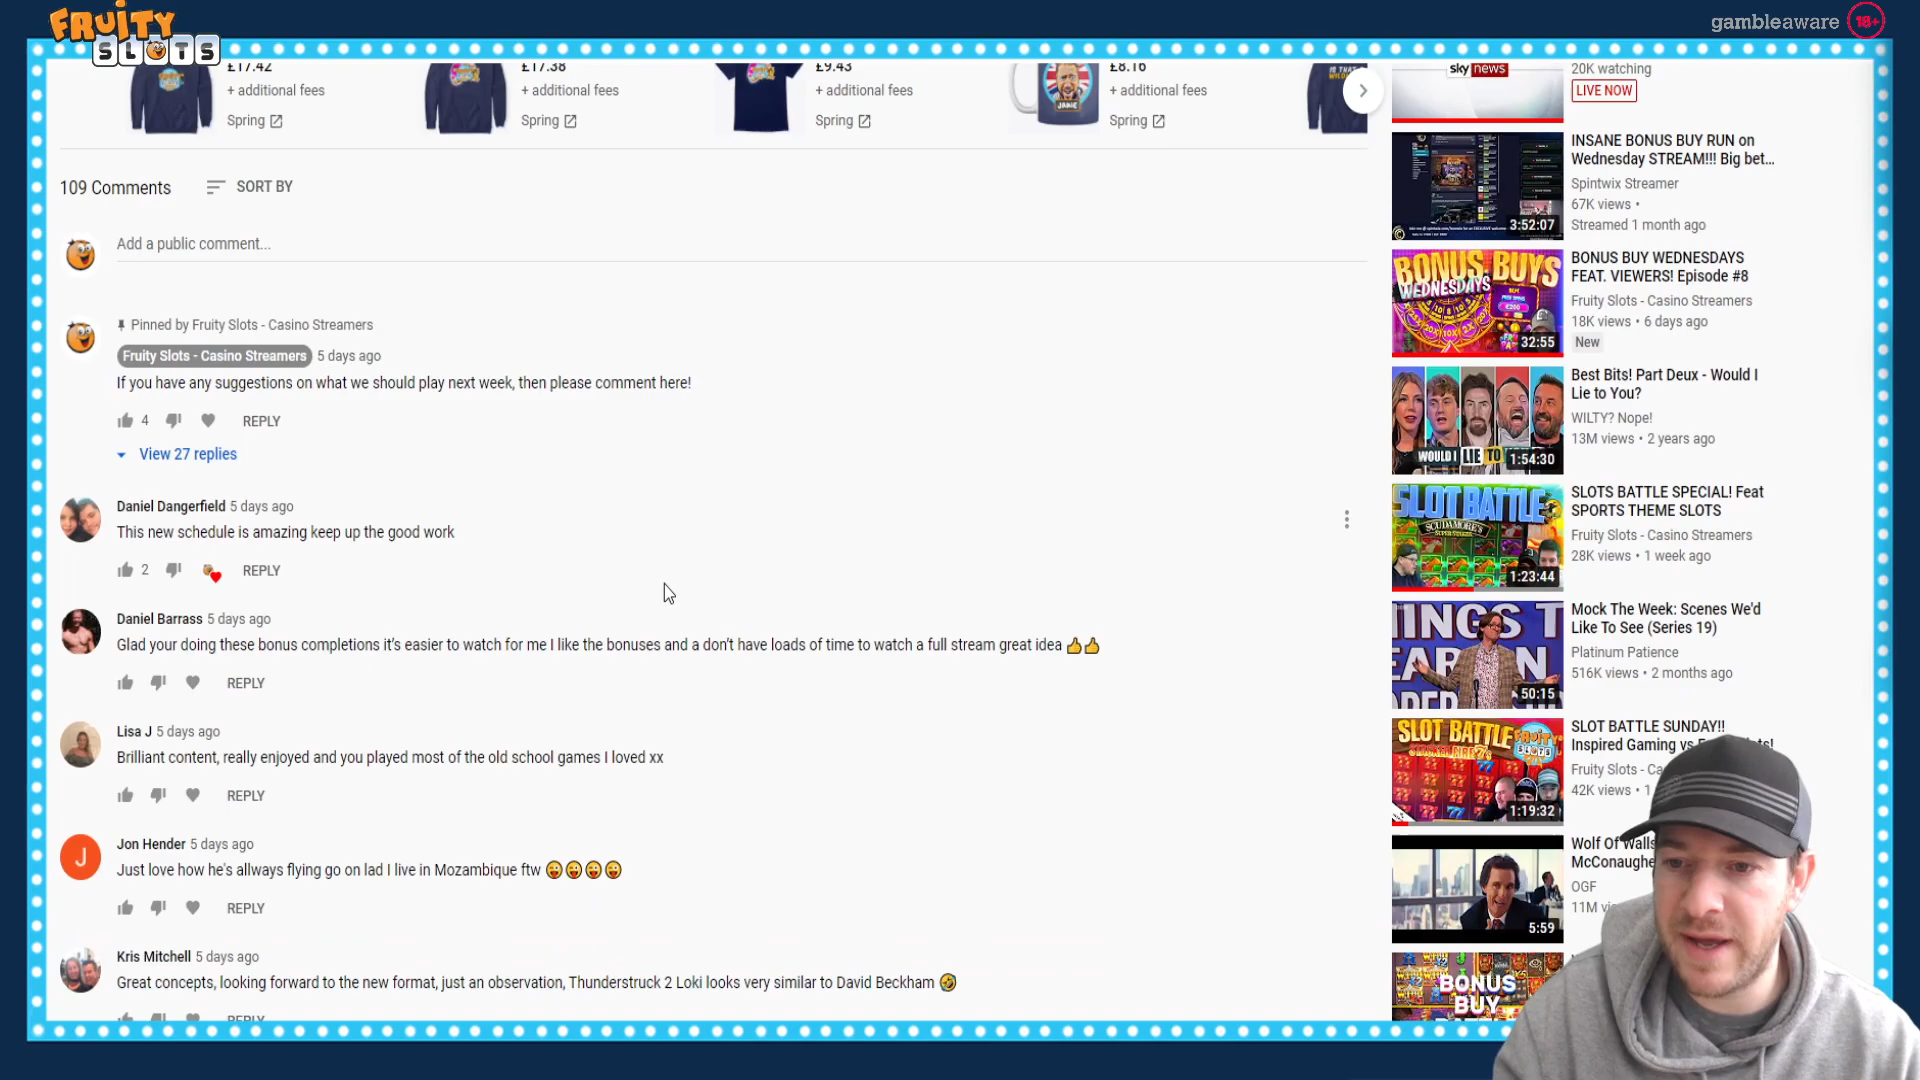 FRUITY
SLOTS
gambleaware 18+
£17.42
+ additional fees
Spring
£17.38
+ additional fees
Spring
£9.43
+ additional fees
Spring
JAMIE
£8.16
+ additional fees
Spring
109 Comments
SORT BY
Add a public comment...
Pinned by Fruity Slots - Casino Streamers
Fruity Slots - Casino Streamers 5 days ago
If you have any suggestions on what we should play next week, then please comment here!
4 REPLY
View 27 replies
Daniel Dangerfield 5 days ago
This new schedule is amazing keep up the good work
2 REPLY
Daniel Barrass 5 days ago
Glad your doing these bonus completions it's easier to watch for me I like the bonuses and a don't have loads of time to watch a full stream great idea 👍👍
REPLY
Lisa J 5 days ago
Brilliant content, really enjoyed and you played most of the old school games I loved xx
REPLY
J
Jon Hender 5 days ago
Just love how he's allways flying go on lad I live in Mozambique ftw 😜😜😜😜
REPLY
Kris Mitchell 5 days ago
Great concepts, looking forward to the new format, just an observation, Thunderstruck 2 Loki looks very similar to David Beckham 🤣
REPLY
sky news
20K watching
LIVE NOW
3:52:07
INSANE BONUS BUY RUN on
Wednesday STREAM!!! Big bet...
Spintwix Streamer
67K views •
Streamed 1 month ago
BONUS BUYS
WEDNESDAYS
32:55
BONUS BUY WEDNESDAYS
FEAT. VIEWERS! Episode #8
Fruity Slots - Casino Streamers
18K views • 6 days ago
New
WOULD I LIE TO
1:54:30
Best Bits! Part Deux - Would I
Lie to You?
WILTY? Nope!
13M views • 2 years ago
SLOT BATTLE
SCUDAMORE'S
1:23:44
SLOTS BATTLE SPECIAL! Feat
SPORTS THEME SLOTS
Fruity Slots - Casino Streamers
28K views • 1 week ago
50:15
Mock The Week: Scenes We'd
Like To See (Series 19)
Platinum Patience
516K views • 2 months ago
SLOT BATTLE
FRUITY
SLOTS
1:19:32
SLOT BATTLE SUNDAY!!
Inspired Gaming vs
Fruity Slots - Ca
42K views • 1
5:59
Wolf Of Walls
McConaughe
OGF
11M vie
BONUS
BUY